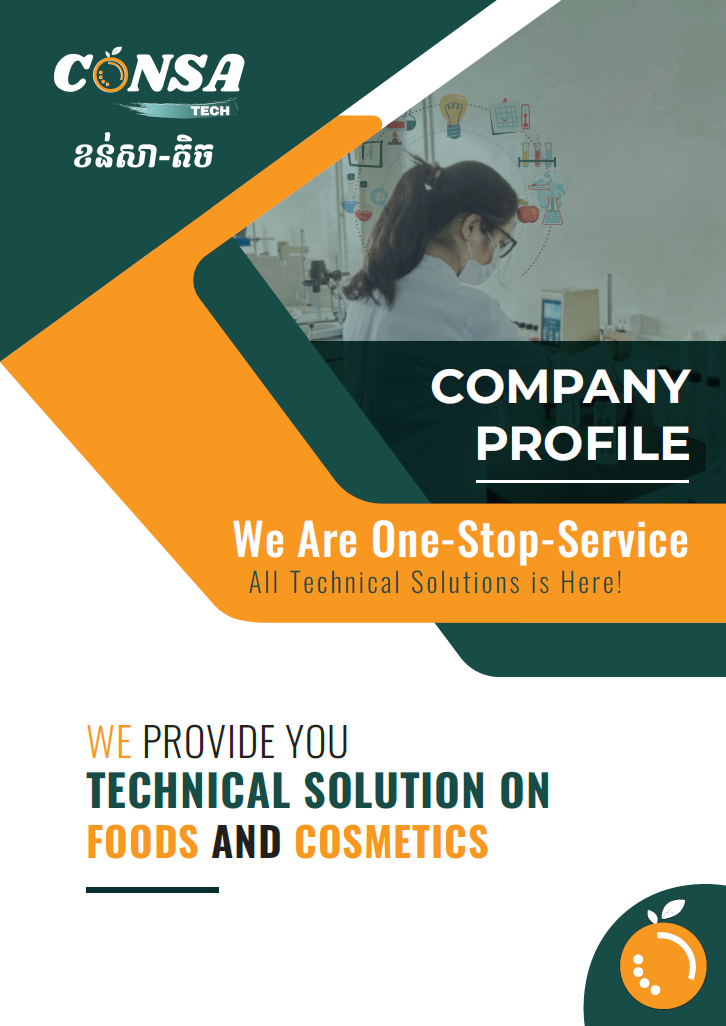 CONSA
TECH
ខន់សា-តិច
COMPANY
PROFILE
We Are One-Stop-Service
All Technical Solutions is Here!
WE PROVIDE YOU
TECHNICAL SOLUTION ON
FOODS AND COSMETICS